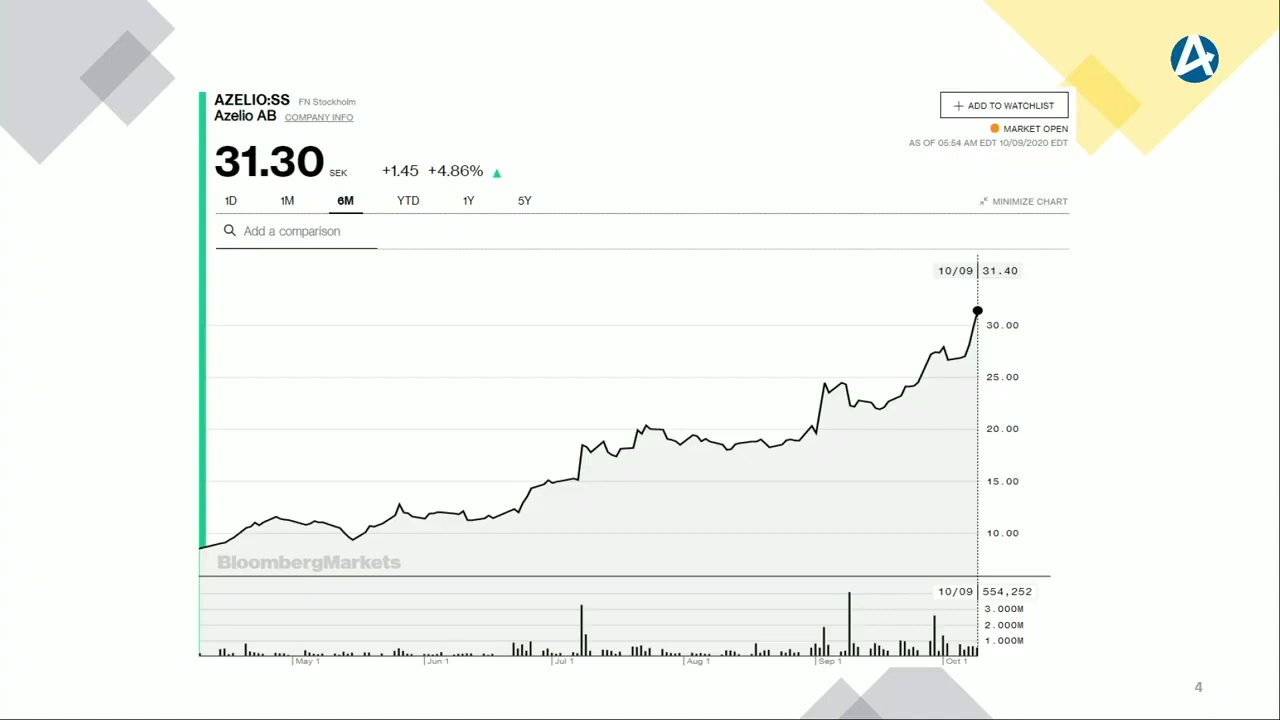 AZELIO:SS FN Stockholm
Azelio AB COMPANY INFO
+ ADD TO WATCHLIST
MARKET OPEN
AS OF 05:54 AM EDT 10/09/2020 EDT
31.30 SEK +1.45 +4.86%
1D 1M 6M YTD 1Y 5Y
MINIMIZE CHART
Add a comparison
10/09 31.40
30.00
25.00
20.00
15.00
10.00
BloombergMarkets
10/09 554,252
3.000M
2.000M
1.000M
May 1 Jun 1 Jul 1 Aug 1 Sep 1 Oct 1
4